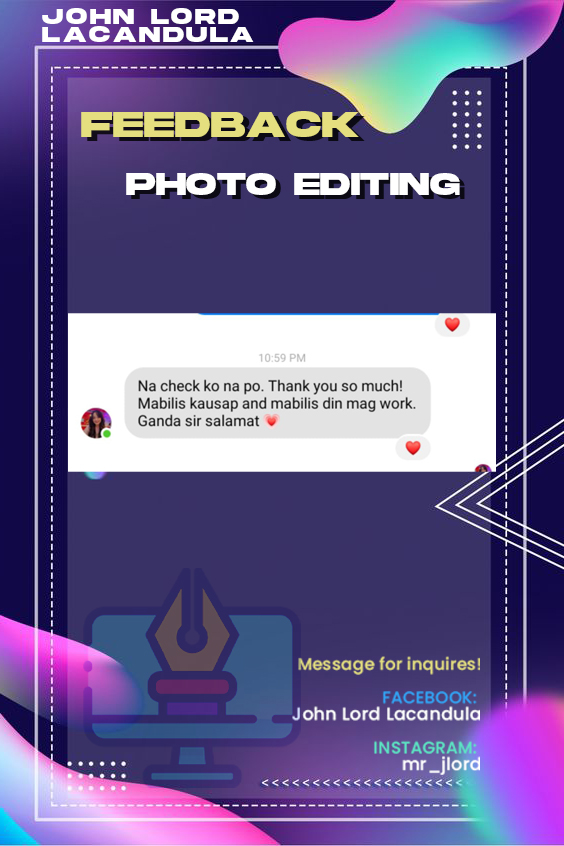 JOHN LORD
LACANDULA
FEEDBACK
PHOTO EDITING
10:59 PM
Na check ko na po. Thank you so much!
Mabilis kausap and mabilis din mag work.
Ganda sir salamat 💗
Message for inquires!
FACEBOOK:
John Lord Lacandula
INSTAGRAM:
mr_jlord